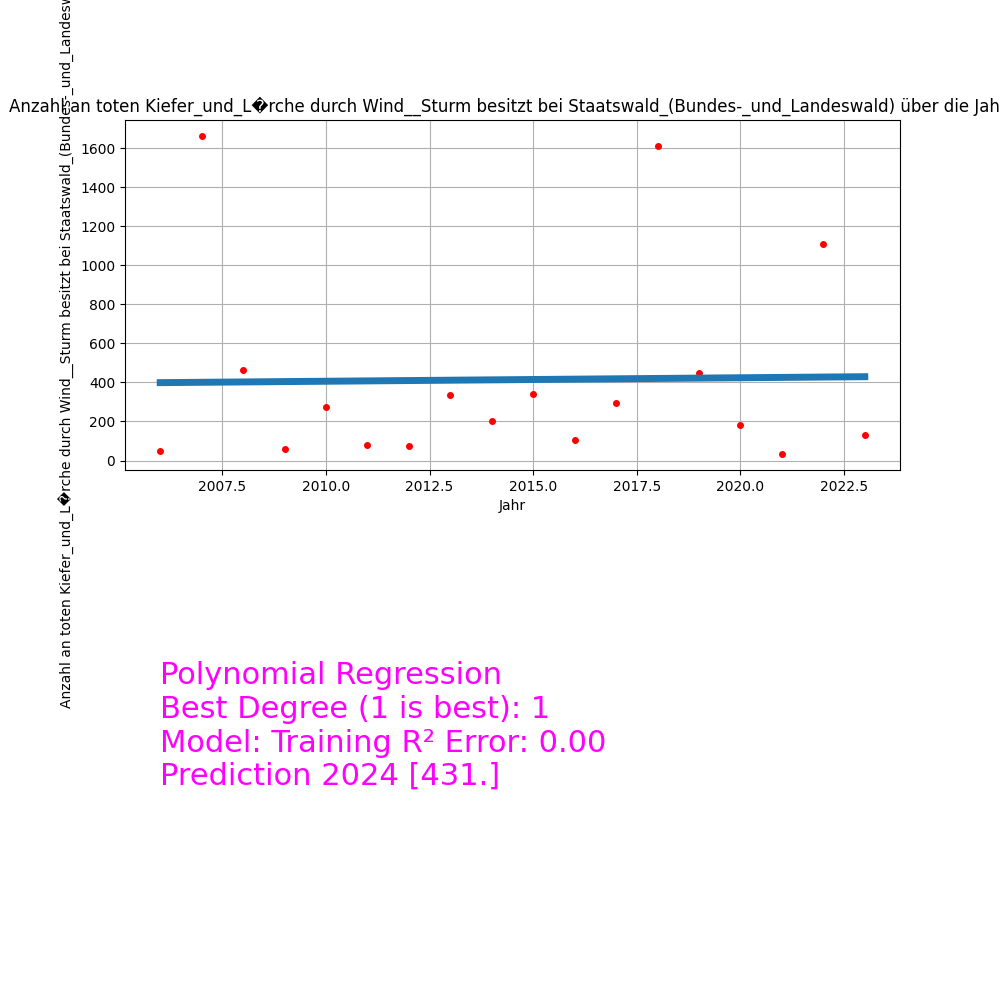 Anzahl an toten Kiefer_und_L�rche durch Wind__Sturm besitzt bei Staatswald_(Bundes-_und_Landeswald) über die Jah
Anzahl an toten Kiefer_und_L�rche durch Wind__Sturm besitzt bei Staatswald_(Bundes-_und_Landesw
1600
1400
1200
1000
800
600
400
200
0
2007.5 2010.0 2012.5 2015.0 2017.5 2020.0 2022.5
Jahr
Polynomial Regression
Best Degree (1 is best): 1
Model: Training R² Error: 0.00
Prediction 2024 [431.]